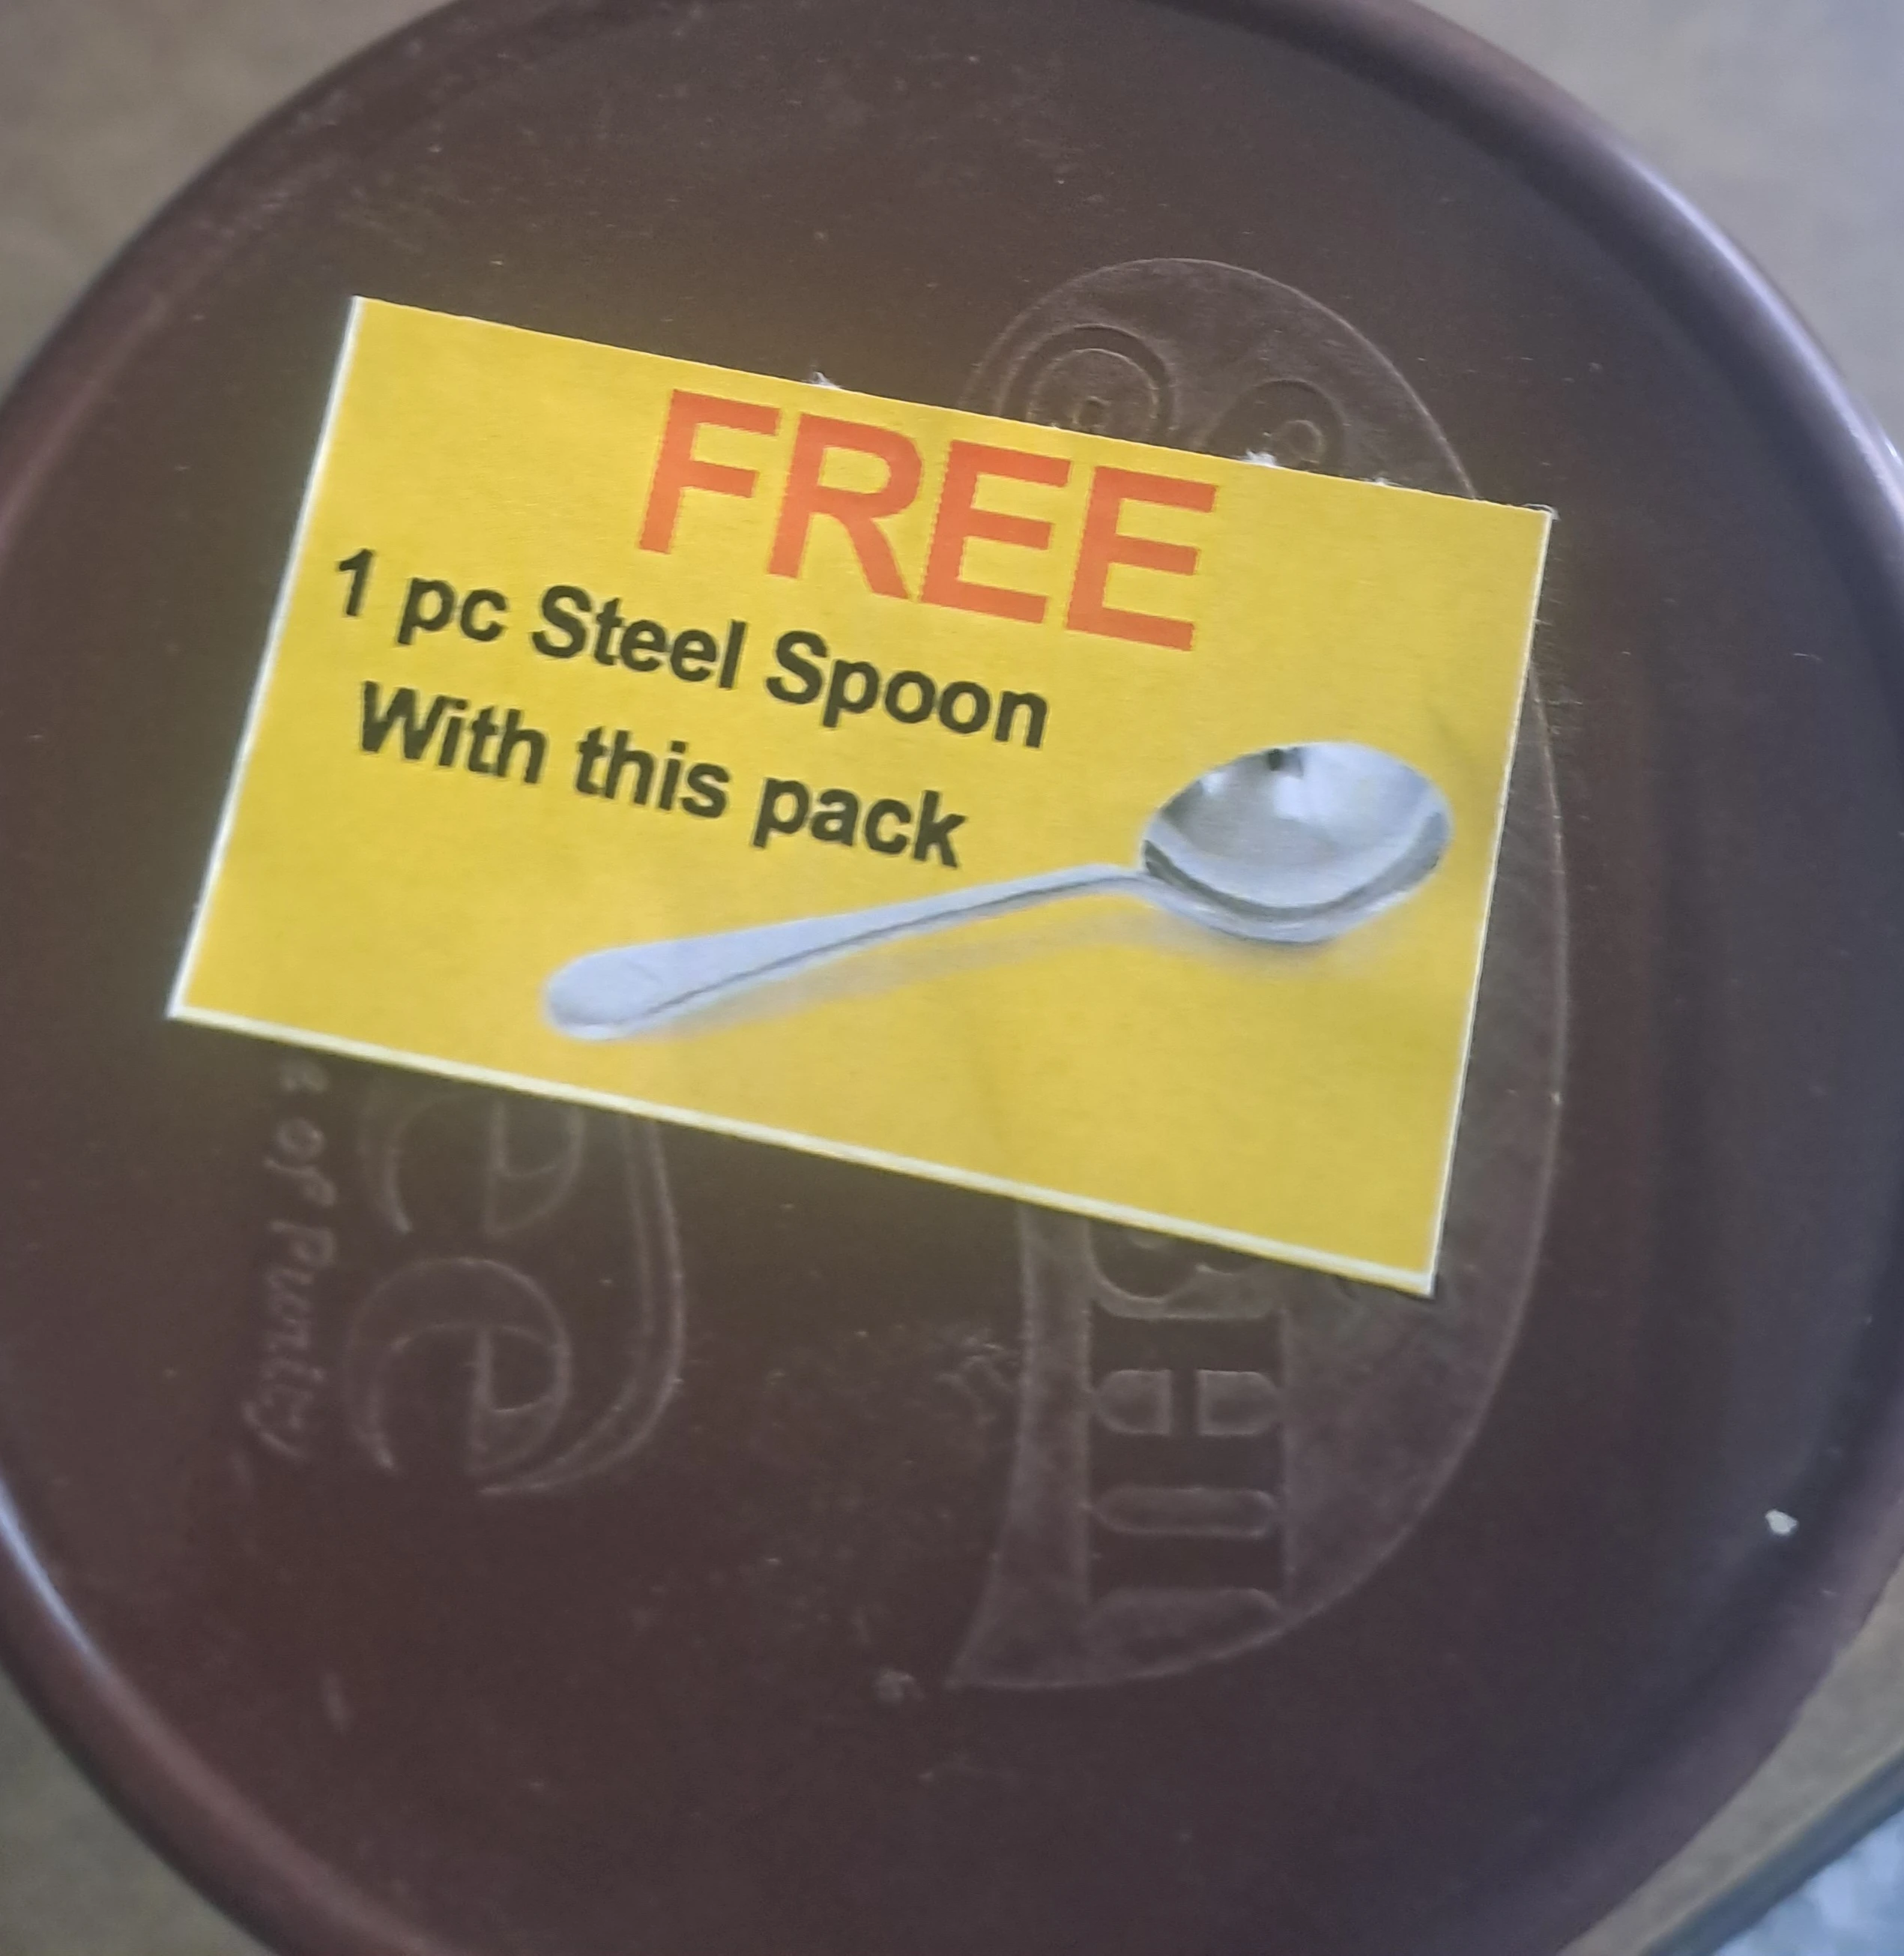 FREE
1 pc Steel Spoon
With this pack
of Purity